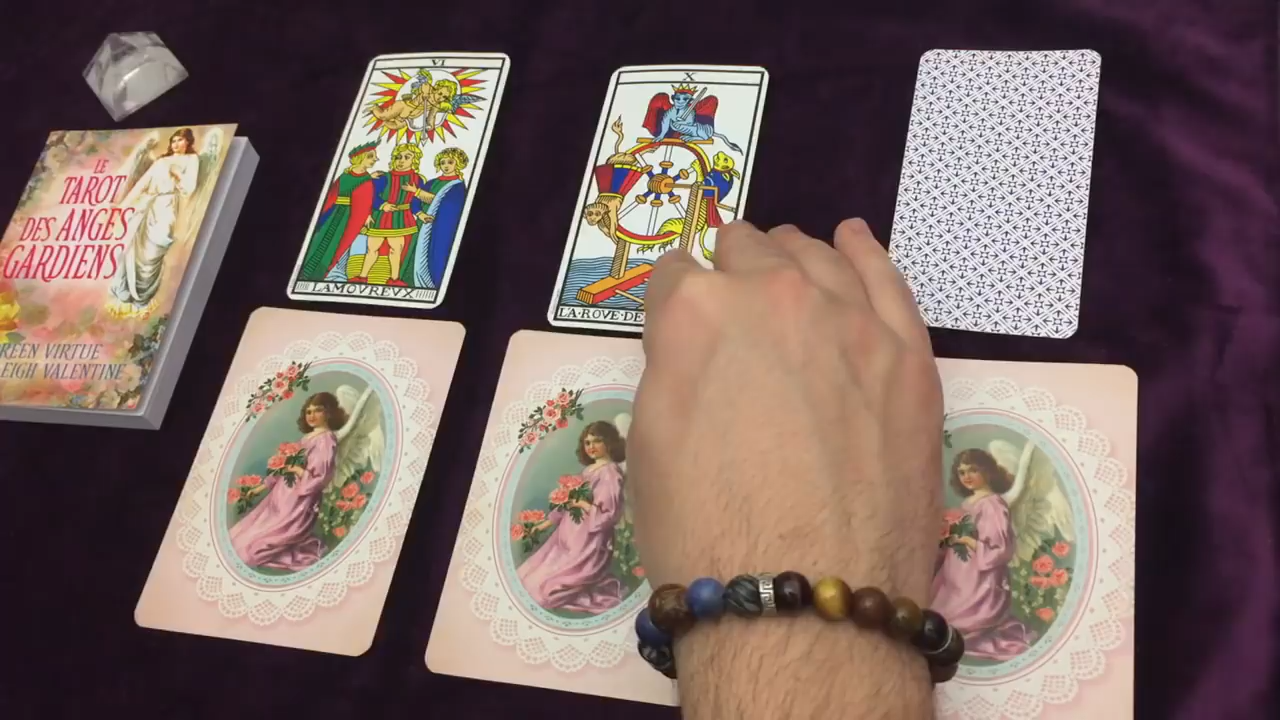 LE
TAROT
DES ANGES
GARDIENS
REEN VIRTUE
EIGH VALENTINE
VI
LAMOVREVX
X
LA·ROVE·DE